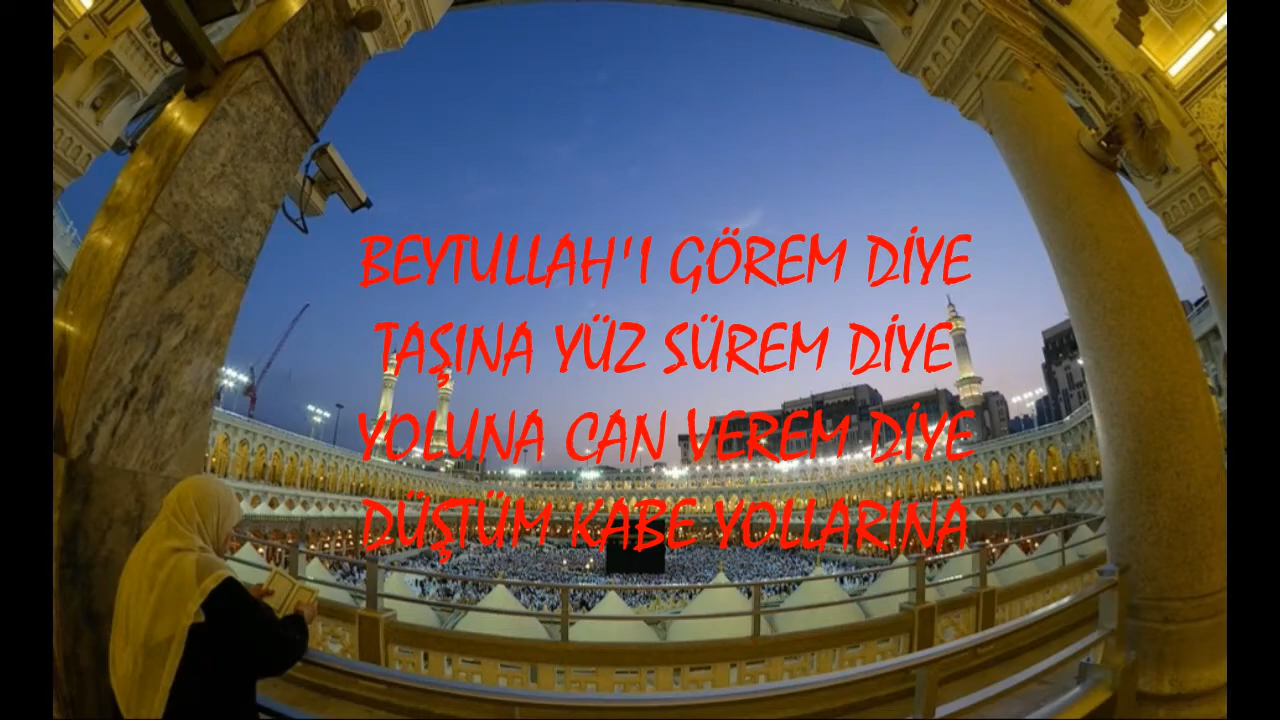 BEYTULLAH'I GÖREM DİYE
TAŞINA YÜZ SÜREM DİYE
YOLUNA CAN VEREM DİYE
DÜŞTÜM KABE YOLLARINA